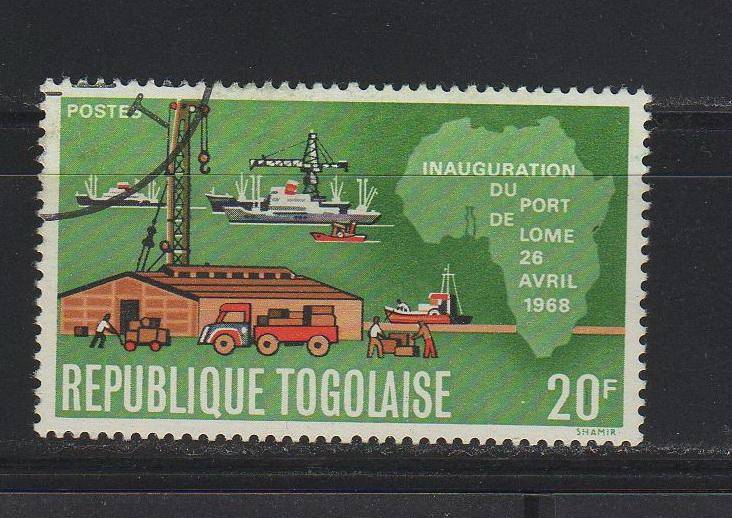 POSTES
INAUGURATION
DU
PORT
DE
LOME
26
AVRIL
1968
REPUBLIQUE TOGOLAISE
20F
SHAMIR